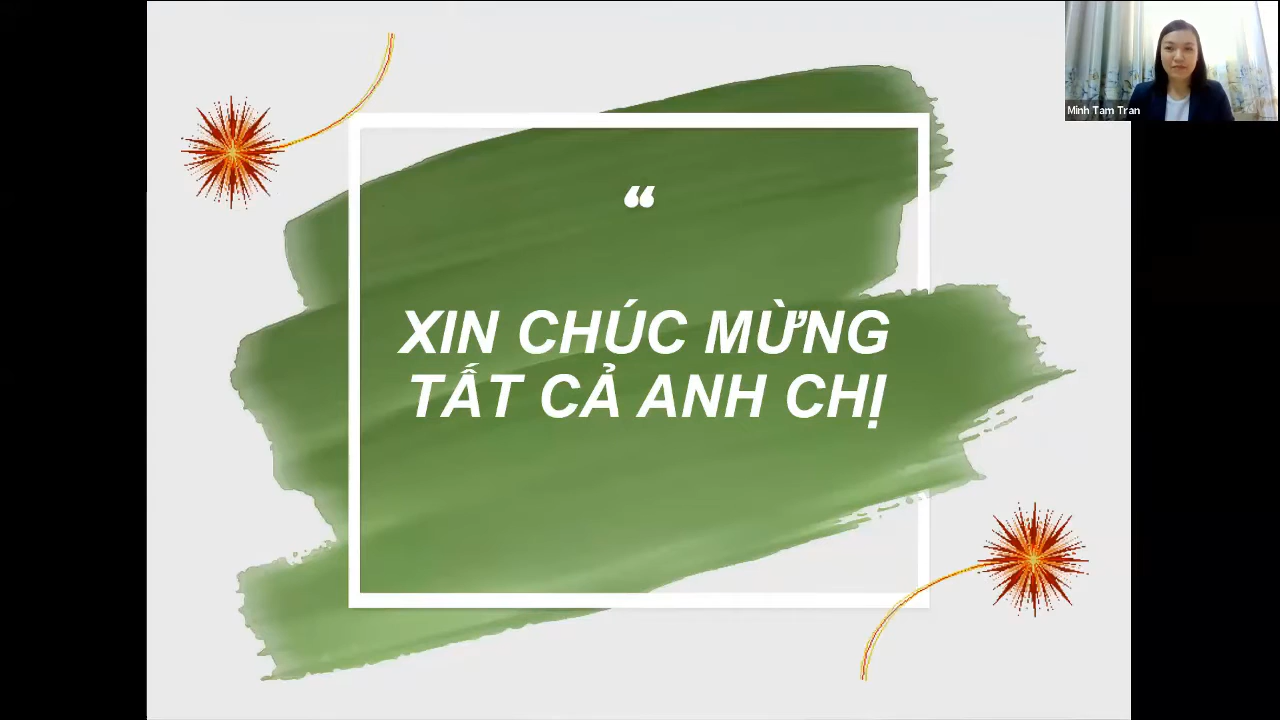 Minh Tam Tran
“
XIN CHÚC MỪNG
TẤT CẢ ANH CHỊ